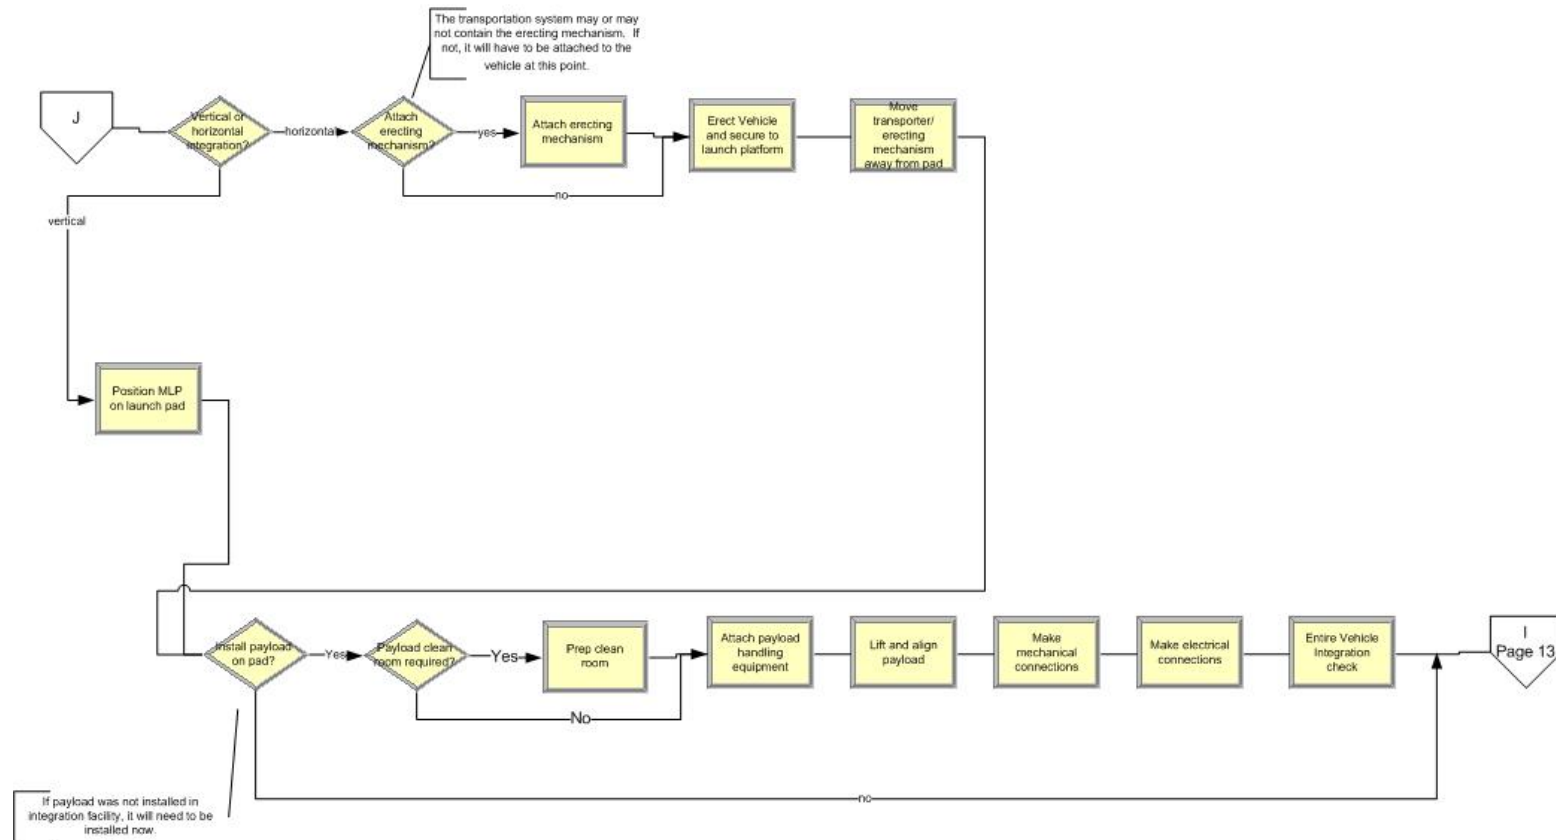 The transportation system may or may
not contain the erecting mechanism. If
not, it will have to be attached to the
vehicle at this point.
J
Vertical or
horizontal
integration?
horizontal
Attach
erecting
mechanism?
yes
Attach erecting
mechanism
Erect Vehicle
and secure to
launch platform
Move
transporter/
erecting
mechanism
away from pad
no
vertical
Position MLP
on launch pad
Install payload
on pad?
Yes
Payload clean
room required?
Yes
Prep clean
room
Attach payload
handling
equipment
Lift and align
payload
Make
mechanical
connections
Make electrical
connections
Entire Vehicle
Integration
check
I
Page 13
No
no
If payload was not installed in
integration facility, it will need to be
installed now.